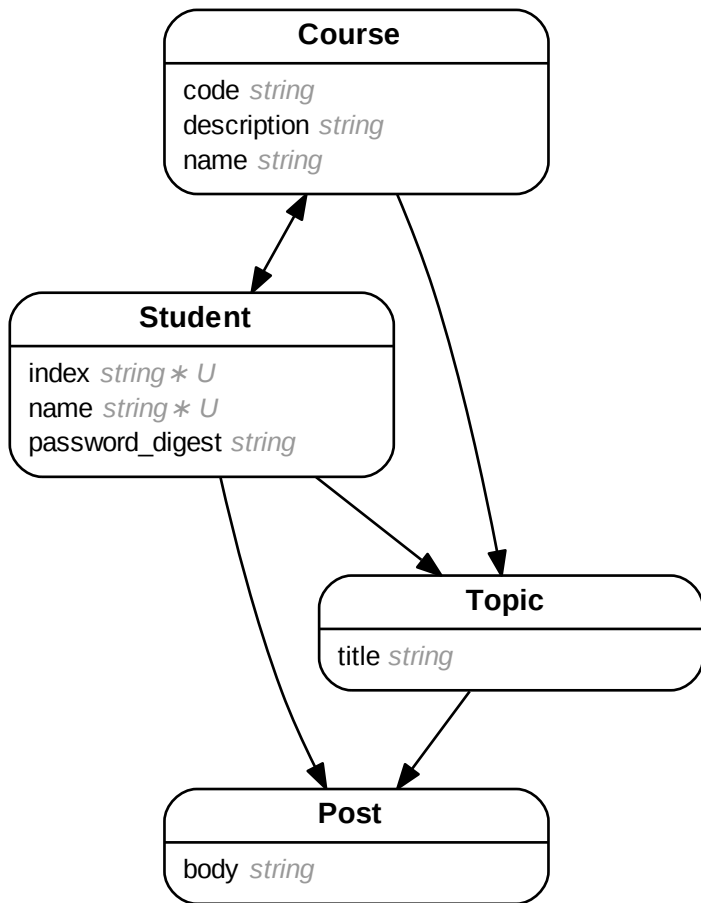 Course
code string
description string
name string
Student
index string∗ U
name string∗ U
password_digest string
Topic
title string
Post
body string